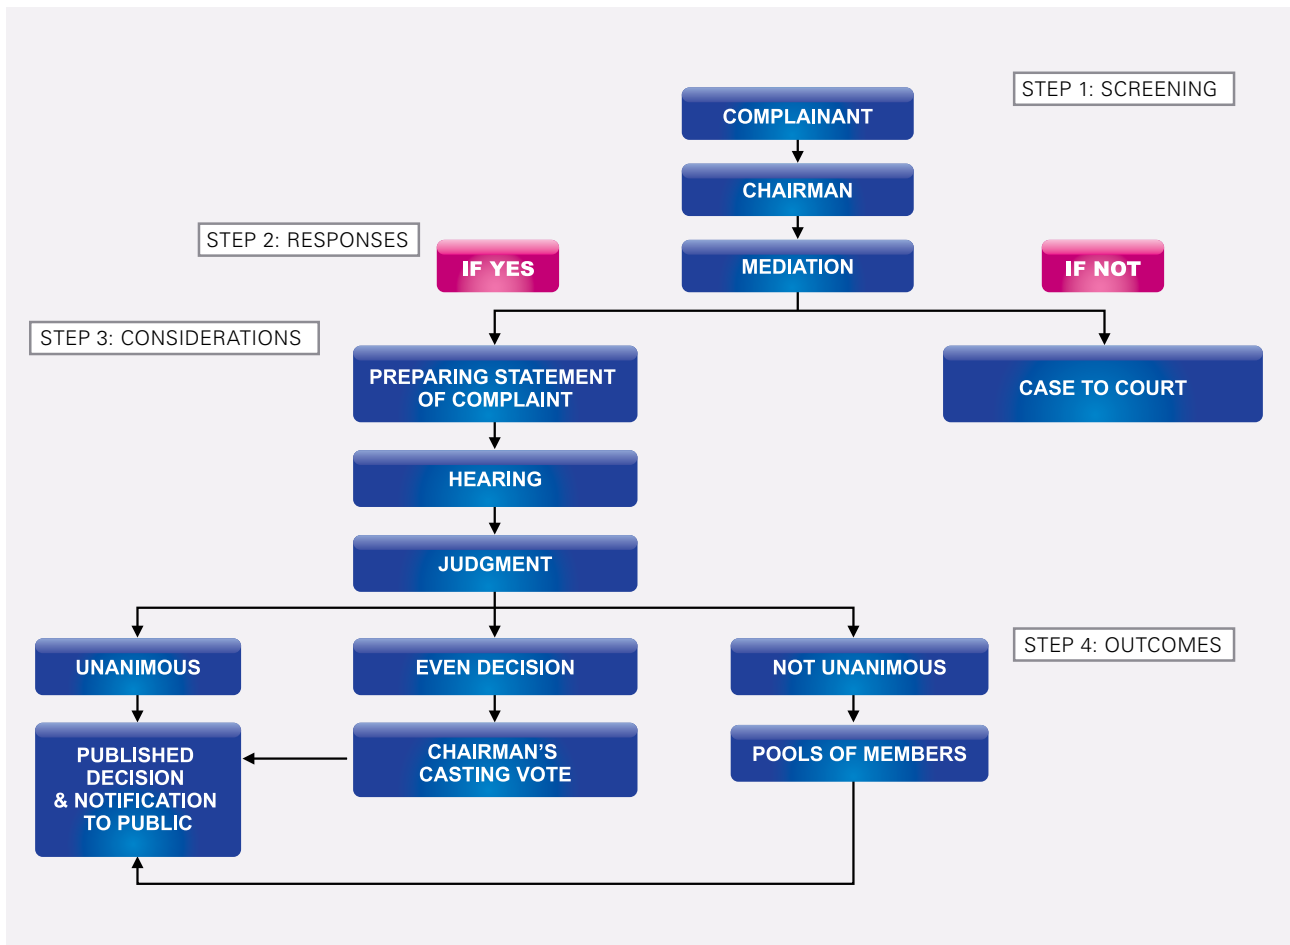 STEP 1: SCREENING
COMPLAINANT
CHAIRMAN
STEP 2: RESPONSES
IF YES
MEDIATION
IF NOT
STEP 3: CONSIDERATIONS
PREPARING STATEMENT
OF COMPLAINT
CASE TO COURT
HEARING
JUDGMENT
STEP 4: OUTCOMES
UNANIMOUS
EVEN DECISION
NOT UNANIMOUS
PUBLISHED
DECISION
& NOTIFICATION
TO PUBLIC
CHAIRMAN'S
CASTING VOTE
POOLS OF MEMBERS